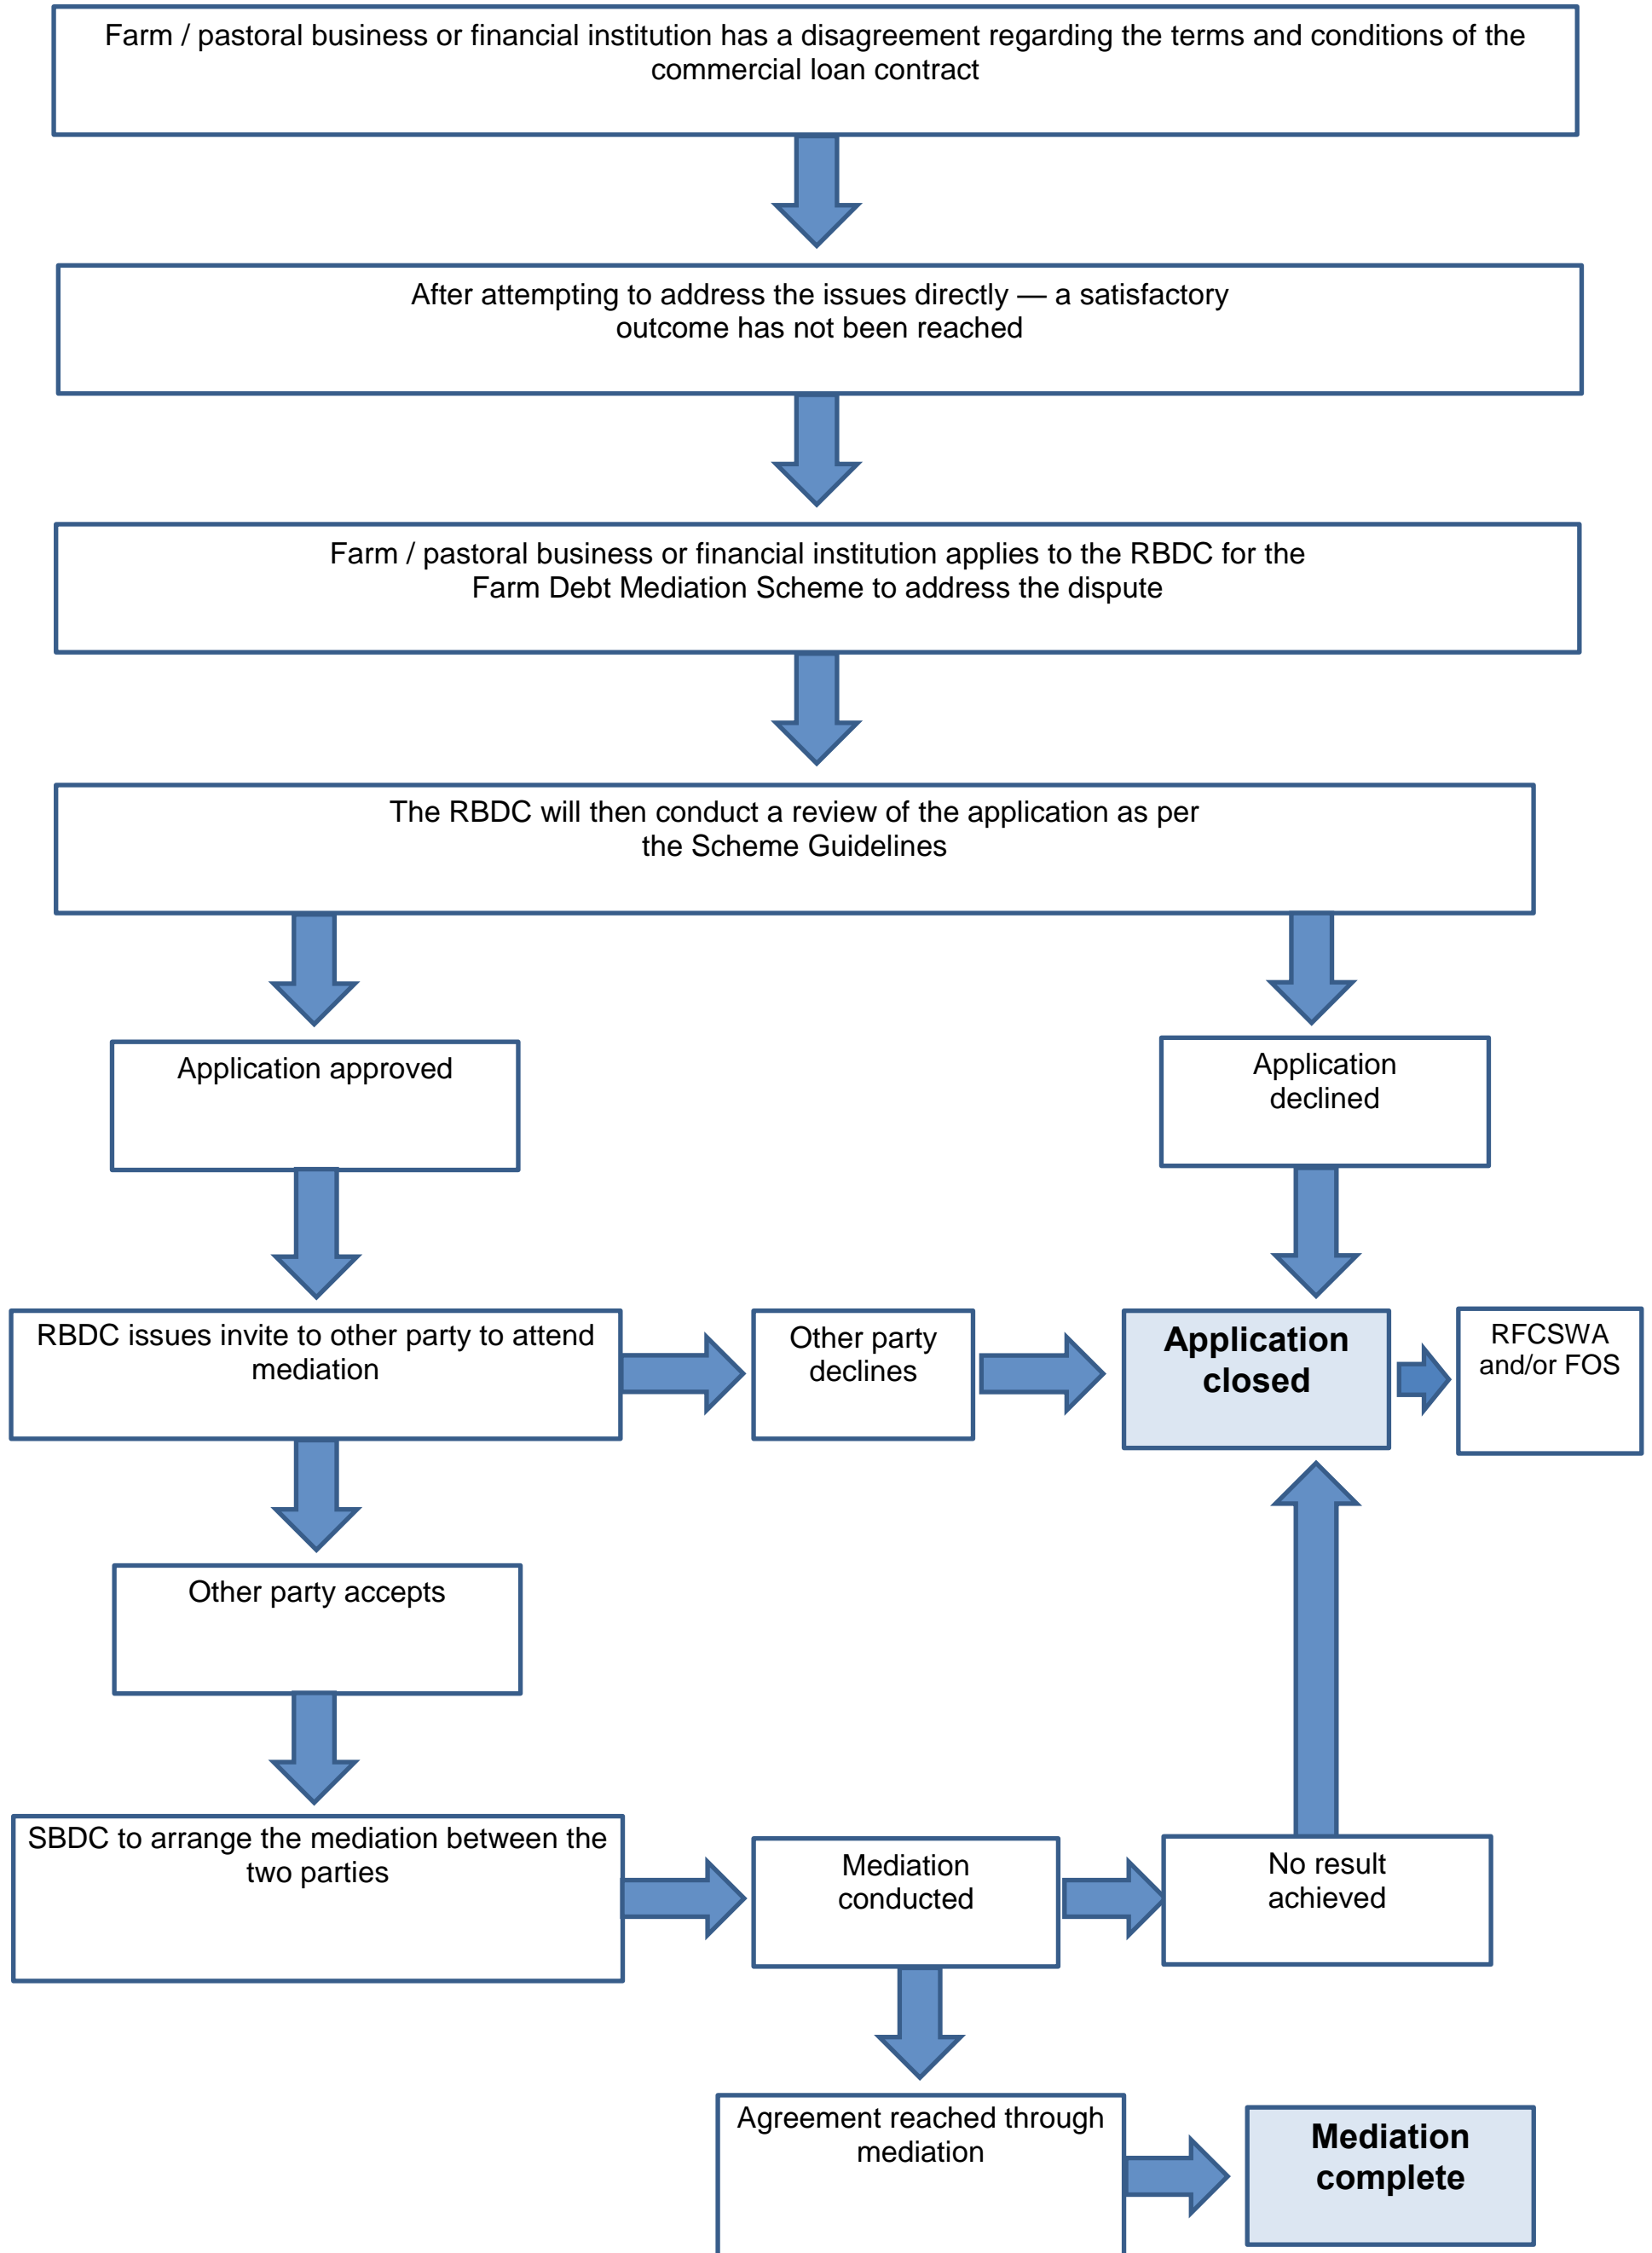 Farm / pastoral business or financial institution has a disagreement regarding the terms and conditions of the
commercial loan contract
After attempting to address the issues directly — a satisfactory
outcome has not been reached
Farm / pastoral business or financial institution applies to the RBDC for the
Farm Debt Mediation Scheme to address the dispute
The RBDC will then conduct a review of the application as per
the Scheme Guidelines
Application approved
Application
declined
RBDC issues invite to other party to attend
mediation
Other party
declines
Application
closed
RFCSWA
and/or FOS
Other party accepts
SBDC to arrange the mediation between the
two parties
Mediation
conducted
No result
achieved
Agreement reached through
mediation
Mediation
complete